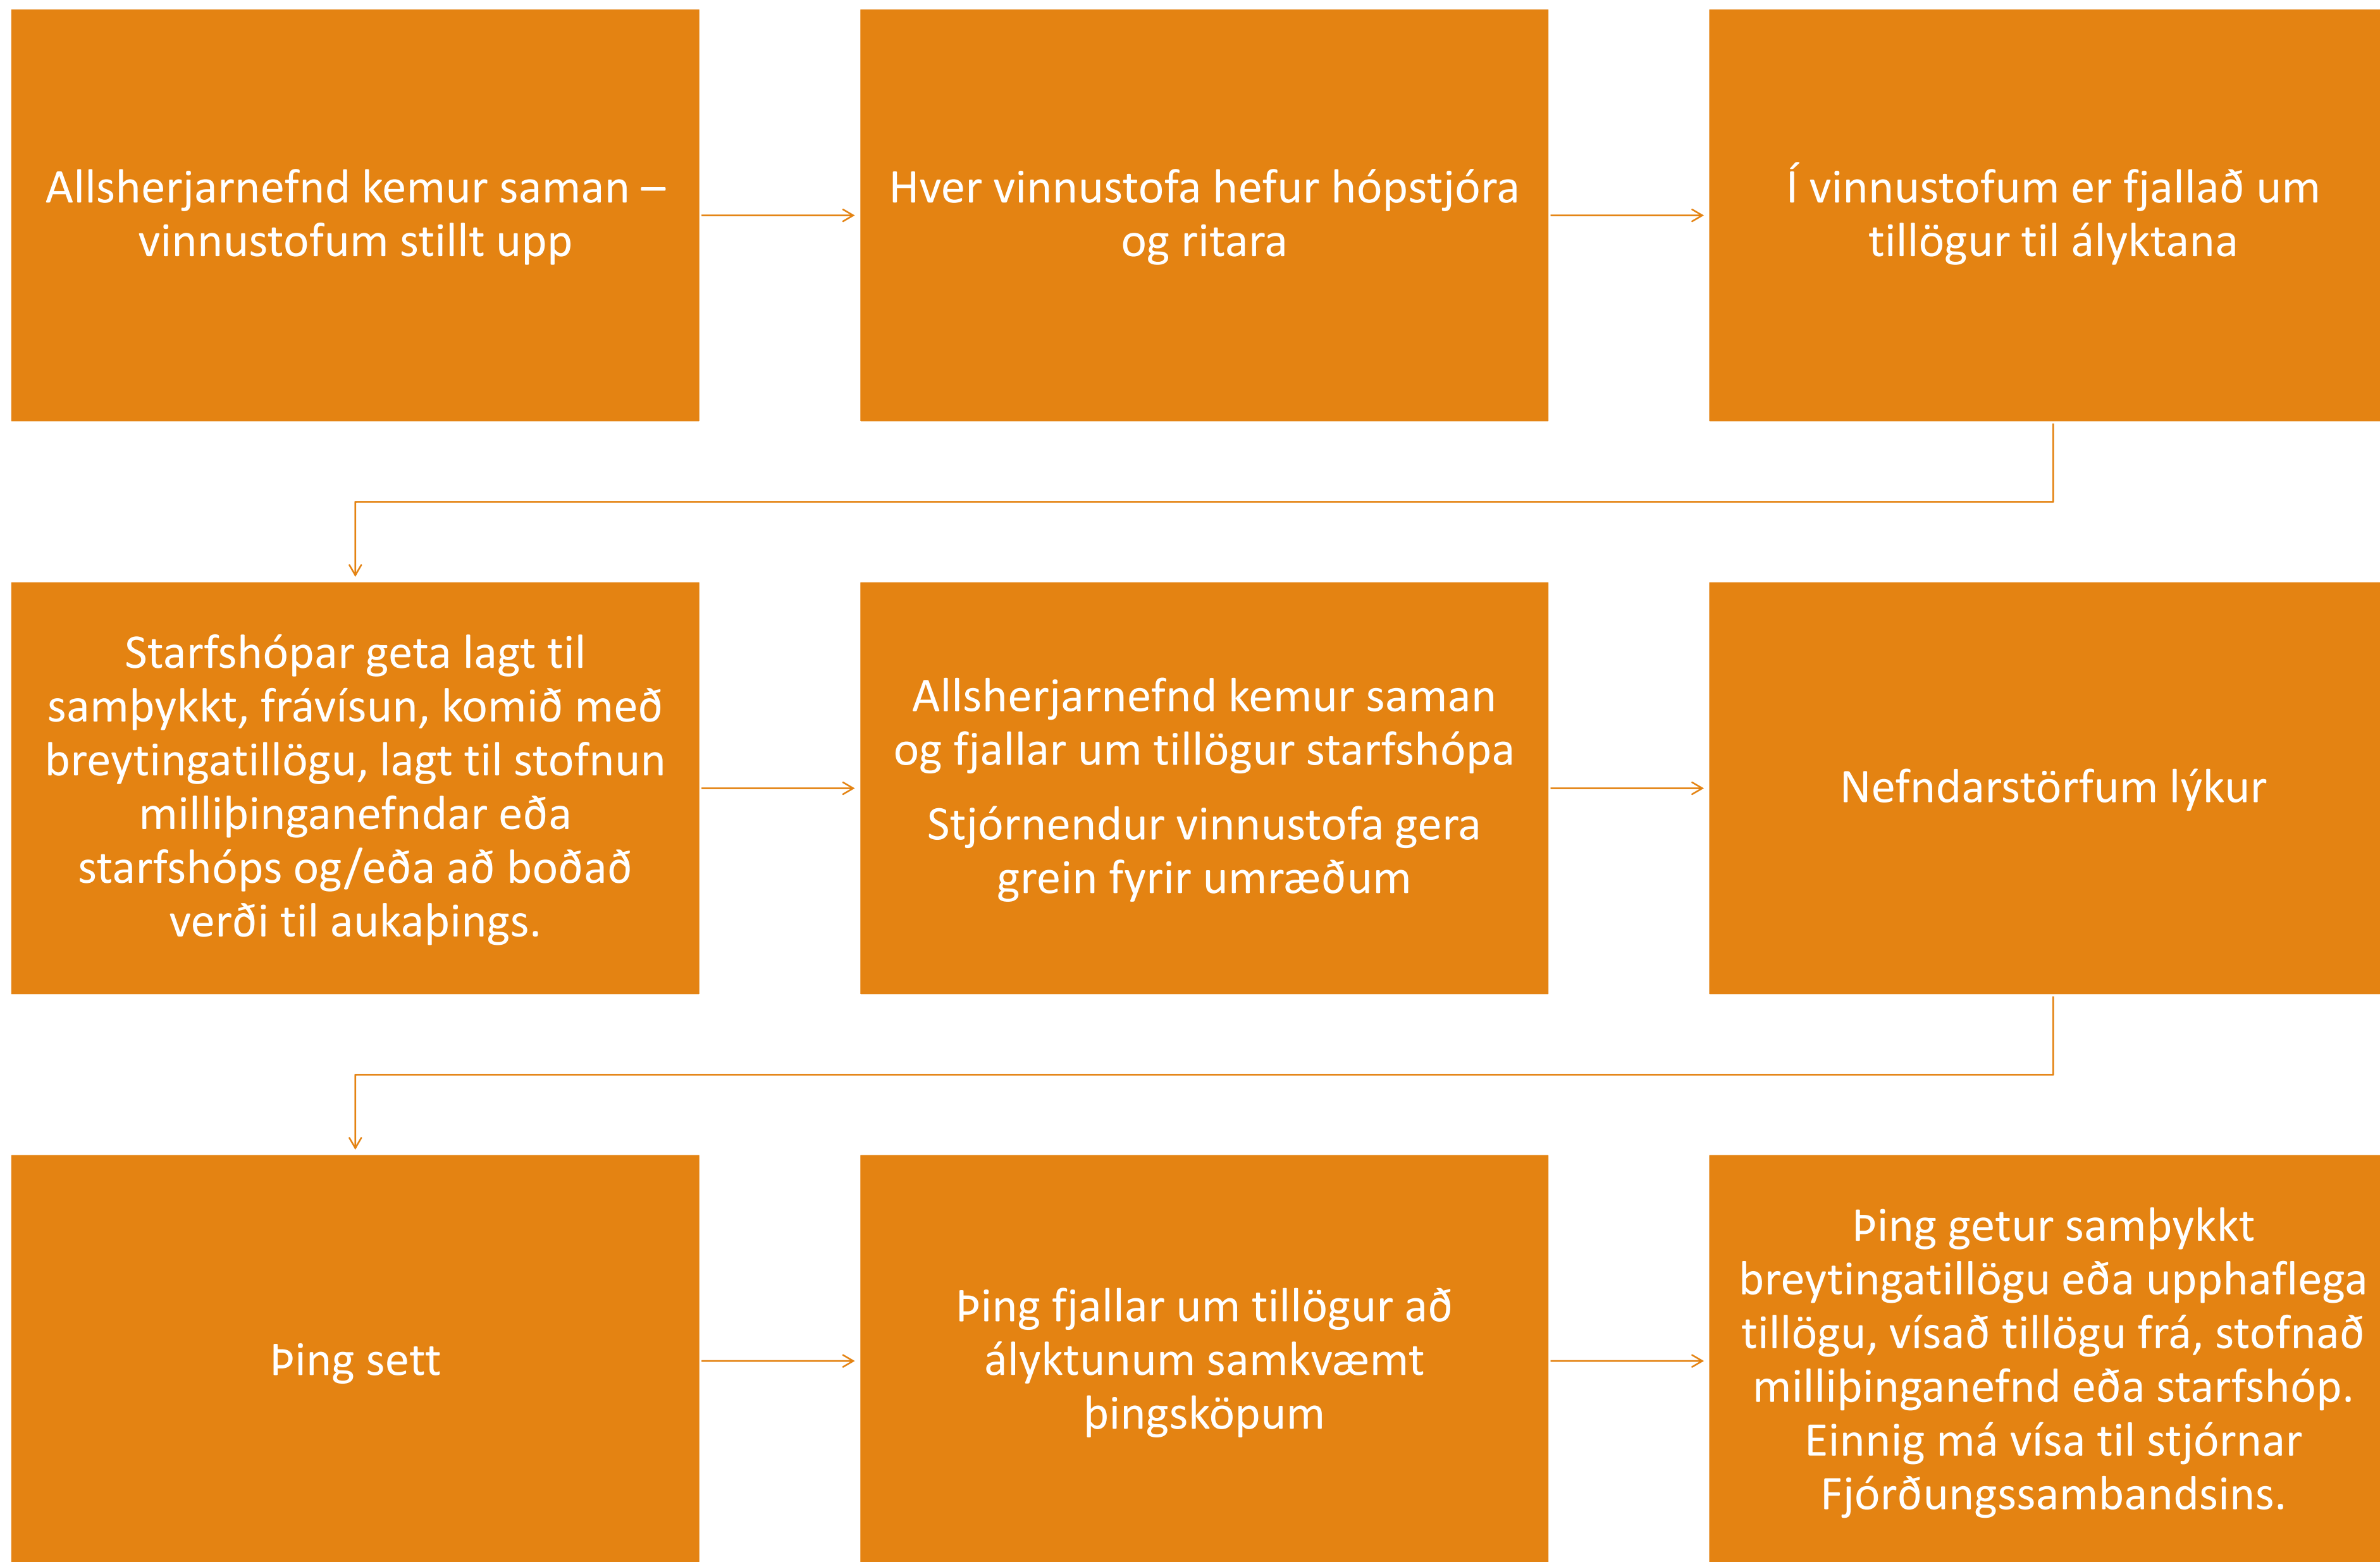 Allsherjarnefnd kemur saman –
vinnustofum stillt upp
Hver vinnustofa hefur hópstjóra
og ritara
Í vinnustofum er fjallað um
tillögur til ályktana
Starfshópar geta lagt til
samþykkt, frávísun, komið með
breytingatillögu, lagt til stofnun
milliþinganefndar eða
starfshóps og/eða að boðað
verði til aukaþings.
Allsherjarnefnd kemur saman
og fjallar um tillögur starfshópa
Stjórnendur vinnustofa gera
grein fyrir umræðum
Nefndarstörfum lýkur
Þing sett
Þing fjallar um tillögur að
ályktunum samkvæmt
þingsköpum
Þing getur samþykkt
breytingatillögu eða upphaflega
tillögu, vísað tillögu frá, stofnað
milliþinganefnd eða starfshóp.
Einnig má vísa til stjórnar
Fjórðungssambandsins.